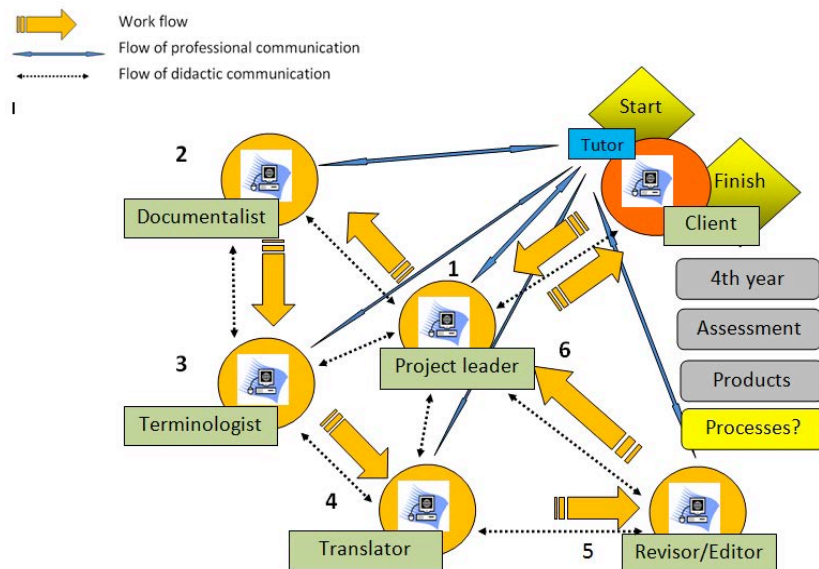 Work flow
Flow of professional communication
Flow of didactic communication
I
Start
Tutor
2
Finish
Documentalist
Client
1
4th year
Assessment
3
6
Project leader
Products
Terminologist
Processes?
4
Translator
5
Revisor/Editor